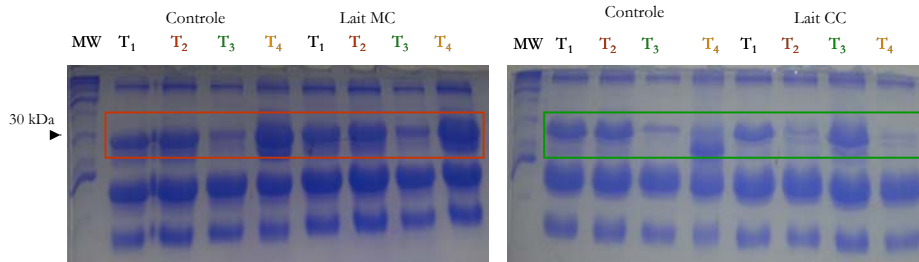 Controle Lait MC
MW T1 T2 T3 T4 T1 T2 T3 T4
30 kDa
Controle Lait CC
MW T1 T2 T3 T4 T1 T2 T3 T4